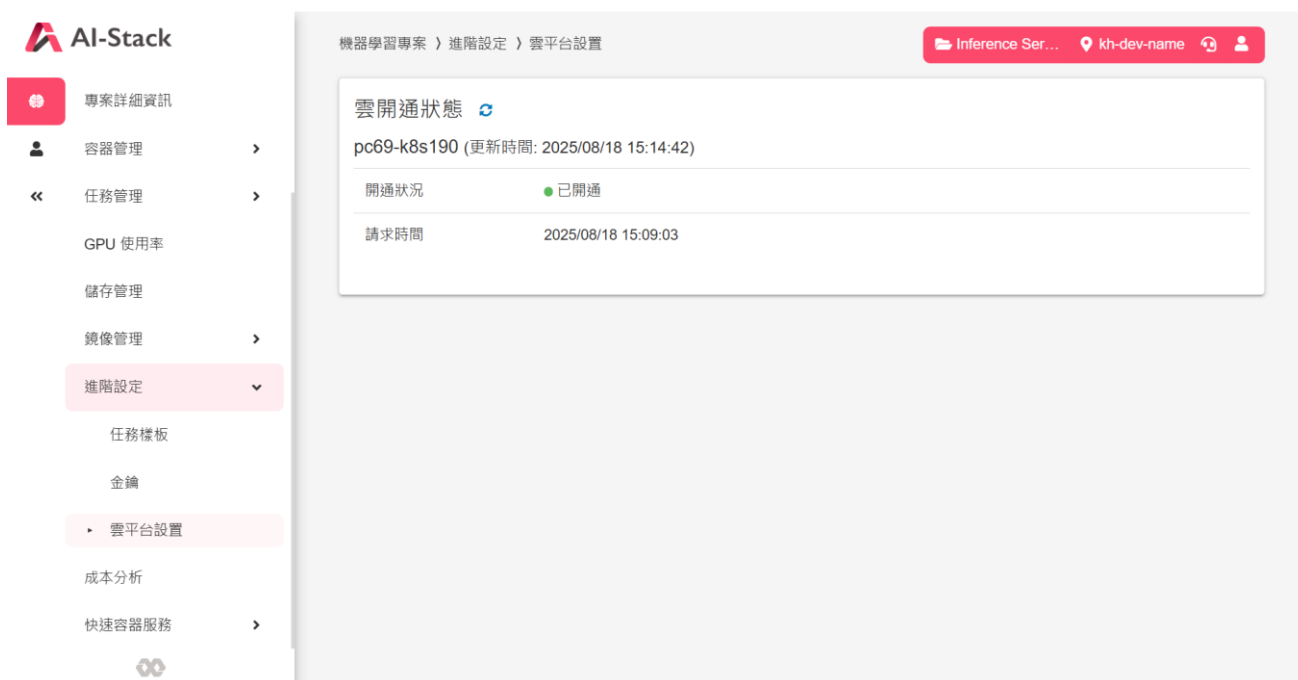 AI-Stack
機器學習專案 》 進階設定 》 雲平台設置
Inference Ser... kh-dev-name
專案詳細資訊
容器管理
任務管理
GPU 使用率
儲存管理
鏡像管理
進階設定
任務樣板
金鑰
雲平台設置
成本分析
快速容器服務
雲開通狀態
pc69-k8s190 (更新時間: 2025/08/18 15:14:42)
開通狀況 已開通
請求時間 2025/08/18 15:09:03